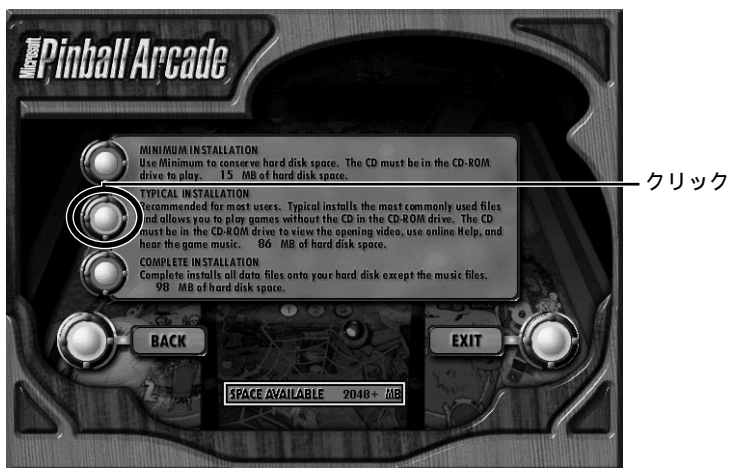 Microsoft
Pinball Arcade
MINIMUM INSTALLATION
Use Minimum to conserve hard disk space. The CD must be in the CD-ROM
drive to play. 15 MB of hard disk space.
TYPICAL INSTALLATION
Recommended for most users. Typical installs the most commonly used files
and allows you to play games without the CD in the CD-ROM drive. The CD
must be in the CD-ROM drive to view the opening video, use online Help, and
hear the game music. 86 MB of hard disk space.
クリック
COMPLETE INSTALLATION
Complete installs all data files onto your hard disk except the music files.
98 MB of hard disk space.
BACK
EXIT
SPACE AVAILABLE 2048+ MB